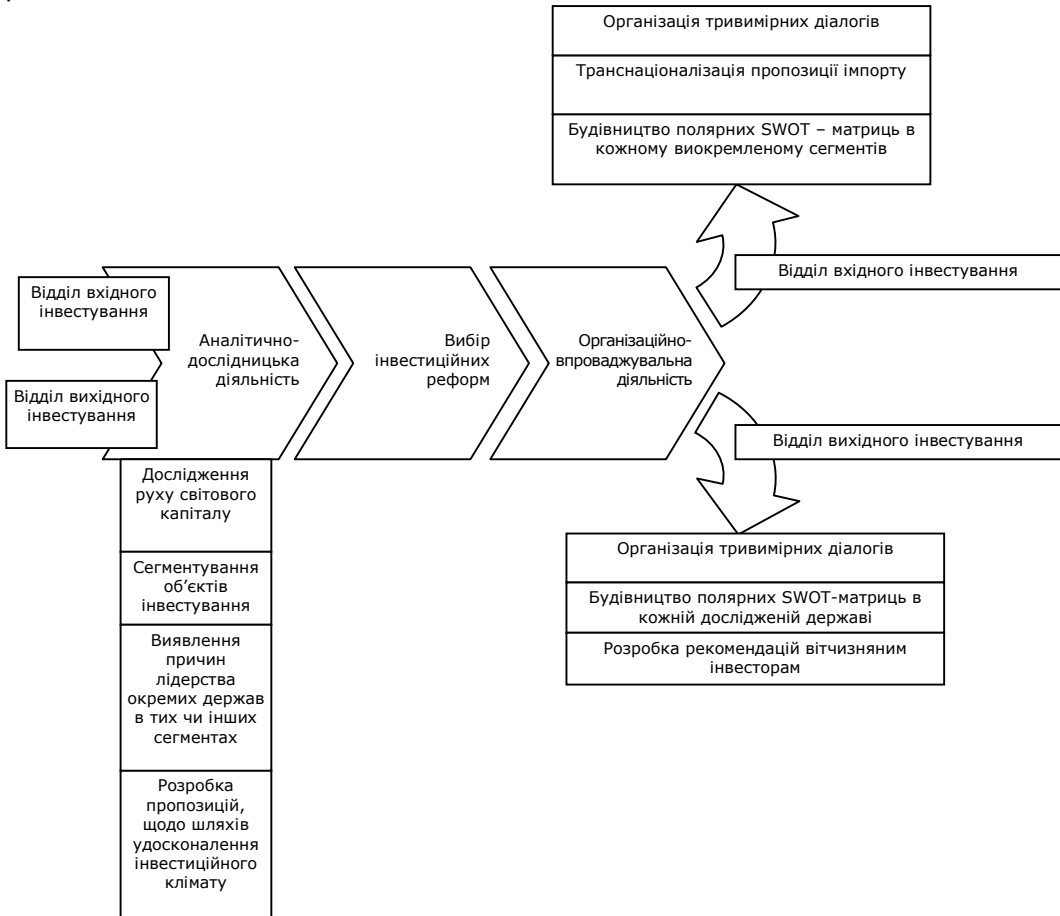 Організація тривимірних діалогів
Транснаціоналізація пропозиції імпорту
Будівництво полярних SWOT – матриць в
кожному виокремленому сегментів
Відділ вхідного інвестування
Відділ вхідного
інвестування
Відділ вихідного
інвестування
Аналітично-
дослідницька
діяльність
Вибір
інвестиційних
реформ
Організаційно-
впроваджувальна
діяльність
Відділ вихідного інвестування
Дослідження
руху світового
капіталу
Сегментування
об’єктів
інвестування
Виявлення
причин
лідерства
окремих держав
в тих чи інших
сегментах
Розробка
пропозицій,
щодо шляхів
удосконалення
інвестиційного
клімату
Організація тривимірних діалогів
Будівництво полярних SWOT-матриць в
кожній дослідженій державі
Розробка рекомендацій вітчизняним
інвесторам